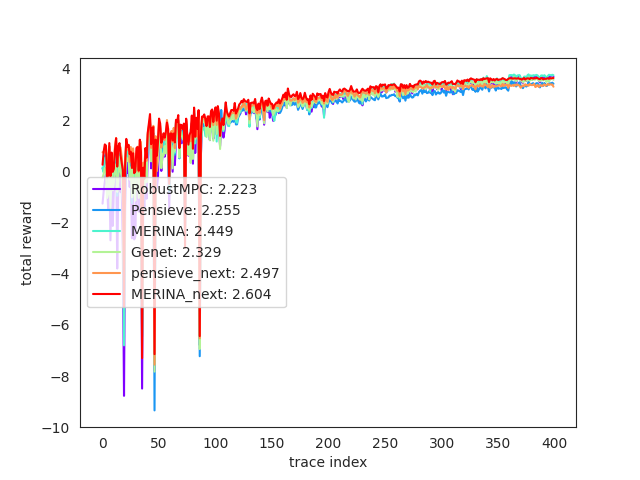 4
2
0
−2
−4
−6
−8
−10
total reward
RobustMPC: 2.223
Pensieve: 2.255
MERINA: 2.449
Genet: 2.329
pensieve_next: 2.497
MERINA_next: 2.604
0 50 100 150 200 250 300 350 400
trace index